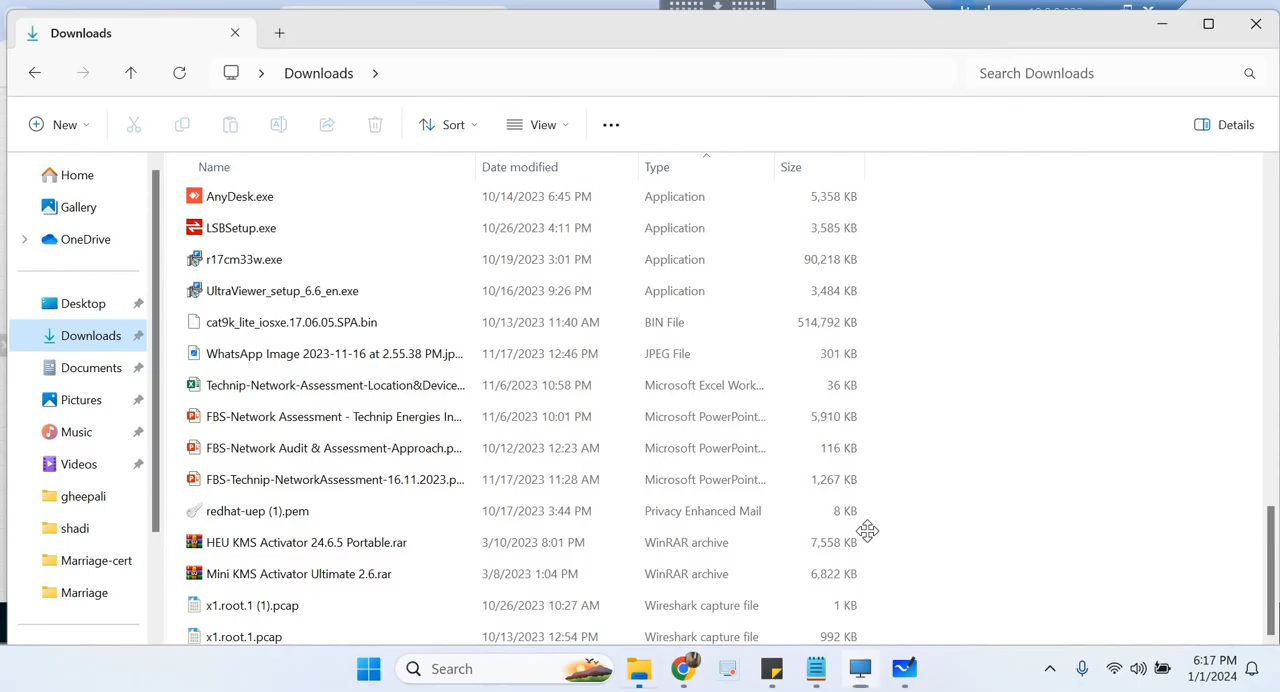 Downloads
Downloads
Search Downloads
New
Sort
View
Details
Name Date modified Type Size
Home
Gallery
OneDrive
Desktop
Downloads
Documents
Pictures
Music
Videos
gheepali
shadi
Marriage-cert
Marriage
AnyDesk.exe 10/14/2023 6:45 PM Application 5,358 KB
LSBSetup.exe 10/26/2023 4:11 PM Application 3,585 KB
r17cm33w.exe 10/19/2023 3:01 PM Application 90,218 KB
UltraViewer_setup_6.6_en.exe 10/16/2023 9:26 PM Application 3,484 KB
cat9k_lite_iosxe.17.06.05.SPA.bin 10/13/2023 11:40 AM BIN File 514,792 KB
WhatsApp Image 2023-11-16 at 2.55.38 PM.jp... 11/17/2023 12:46 PM JPEG File 301 KB
Technip-Network-Assessment-Location&Device... 11/6/2023 10:58 PM Microsoft Excel Work... 36 KB
FBS-Network Assessment - Technip Energies In... 11/6/2023 10:01 PM Microsoft PowerPoint... 5,910 KB
FBS-Network Audit & Assessment-Approach.p... 10/12/2023 12:23 AM Microsoft PowerPoint... 116 KB
FBS-Technip-NetworkAssessment-16.11.2023.p... 11/17/2023 11:28 AM Microsoft PowerPoint... 1,267 KB
redhat-uep (1).pem 10/17/2023 3:44 PM Privacy Enhanced Mail 8 KB
HEU KMS Activator 24.6.5 Portable.rar 3/10/2023 8:01 PM WinRAR archive 7,558 KB
Mini KMS Activator Ultimate 2.6.rar 3/8/2023 1:04 PM WinRAR archive 6,822 KB
x1.root.1 (1).pcap 10/26/2023 10:27 AM Wireshark capture file 1 KB
x1.root.1.pcap 10/13/2023 12:54 PM Wireshark capture file 992 KB
Search
6:17 PM
1/1/2024